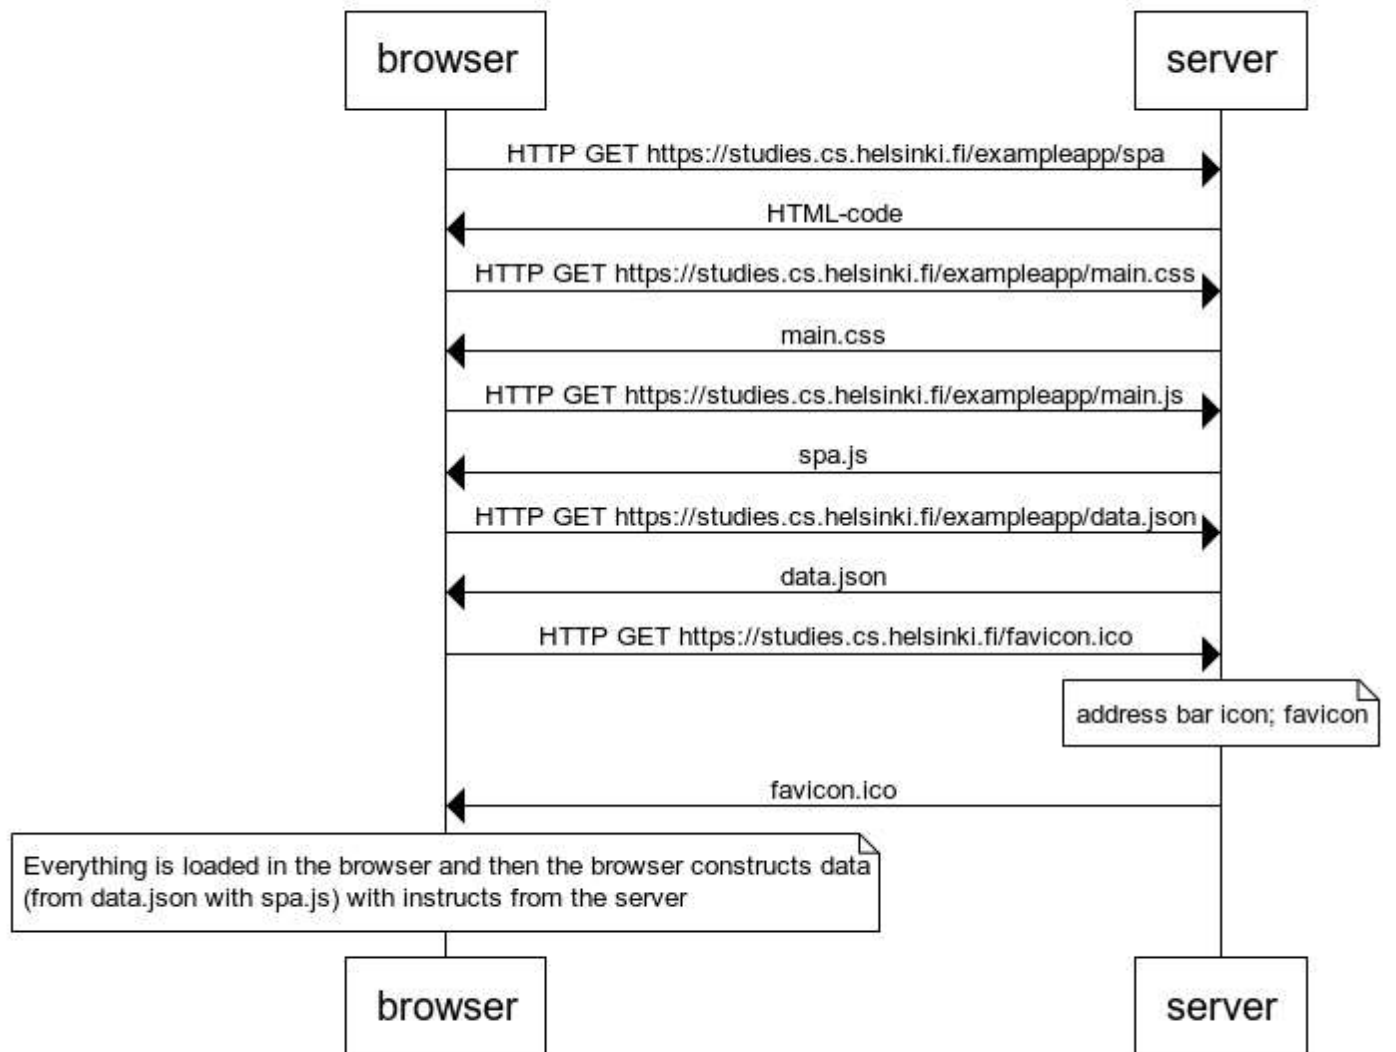 browser
server
HTTP GET https://studies.cs.helsinki.fi/exampleapp/spa
HTML-code
HTTP GET https://studies.cs.helsinki.fi/exampleapp/main.css
main.css
HTTP GET https://studies.cs.helsinki.fi/exampleapp/main.js
spa.js
HTTP GET https://studies.cs.helsinki.fi/exampleapp/data.json
data.json
HTTP GET https://studies.cs.helsinki.fi/favicon.ico
address bar icon; favicon
favicon.ico
Everything is loaded in the browser and then the browser constructs data
(from data.json with spa.js) with instructs from the server
browser
server